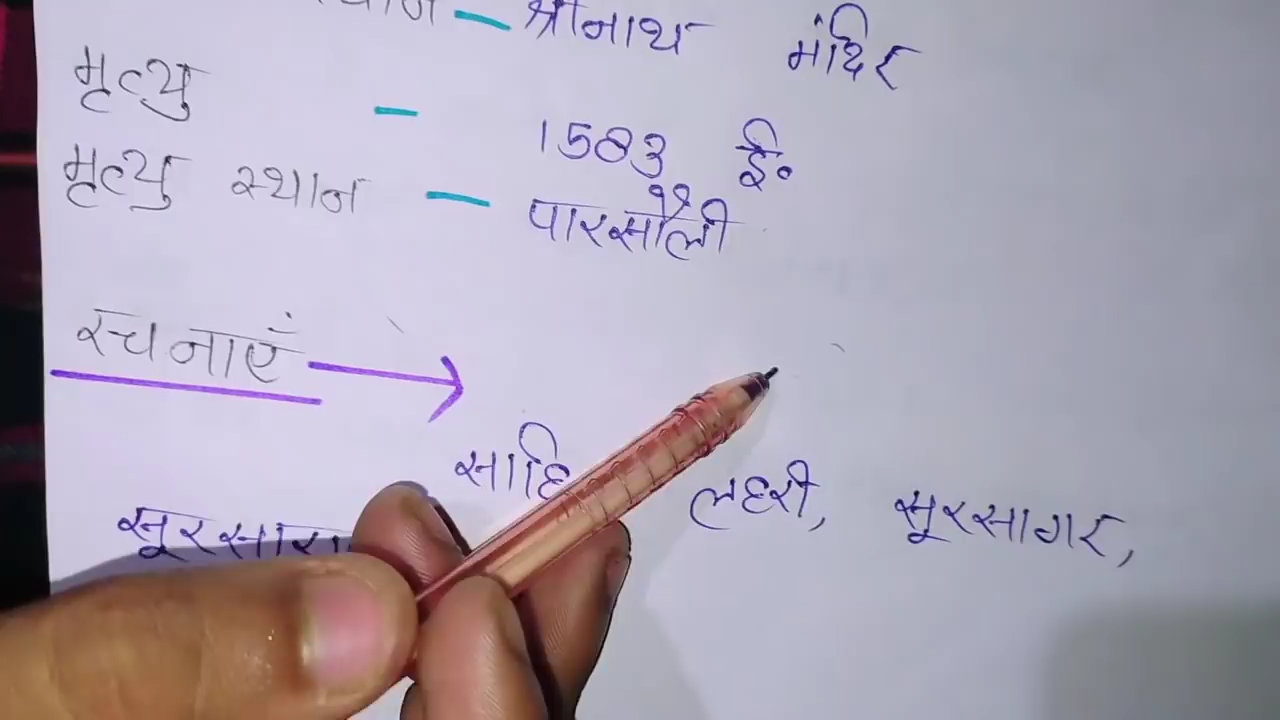 – श्रीनाथ मंदिर
मृत्यु – 1583 ई॰
मृत्यु स्थान – पारसौली
रचनाएँ →
लहरी, सूरसागर,